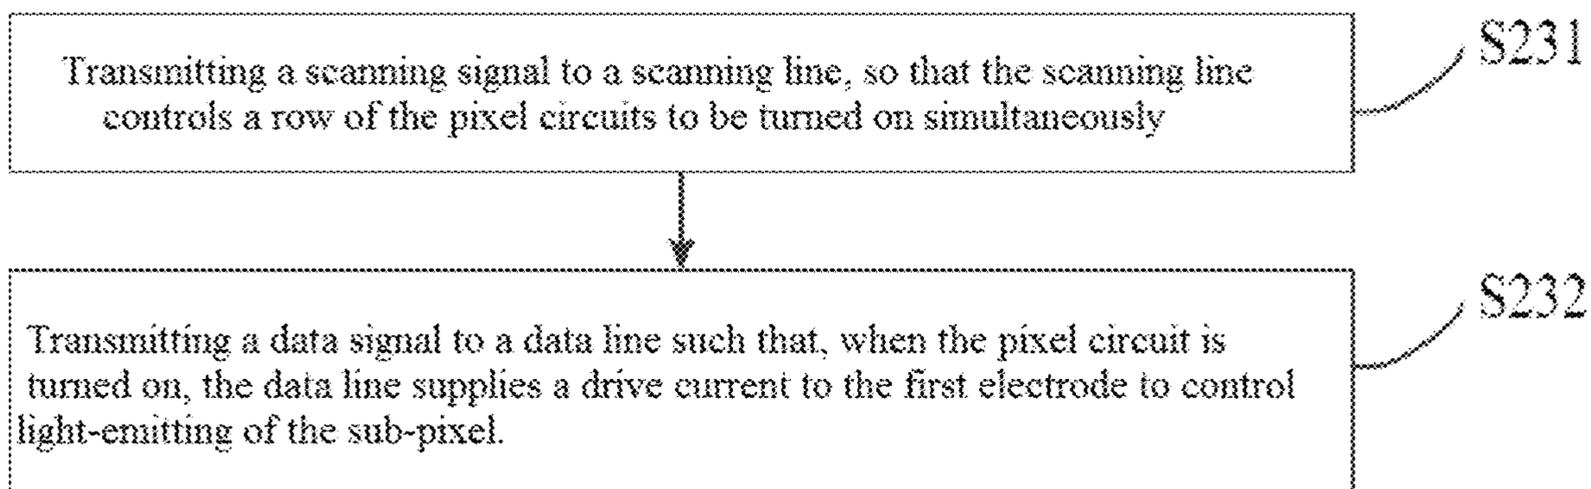 Transmitting a scanning signal to a scanning line, so that the scanning line
controls a row of the pixel circuits to be turned on simultaneously
S231
Transmitting a data signal to a data line such that, when the pixel circuit is
turned on, the data line supplies a drive current to the first electrode to control
light-emitting of the sub-pixel.
S232